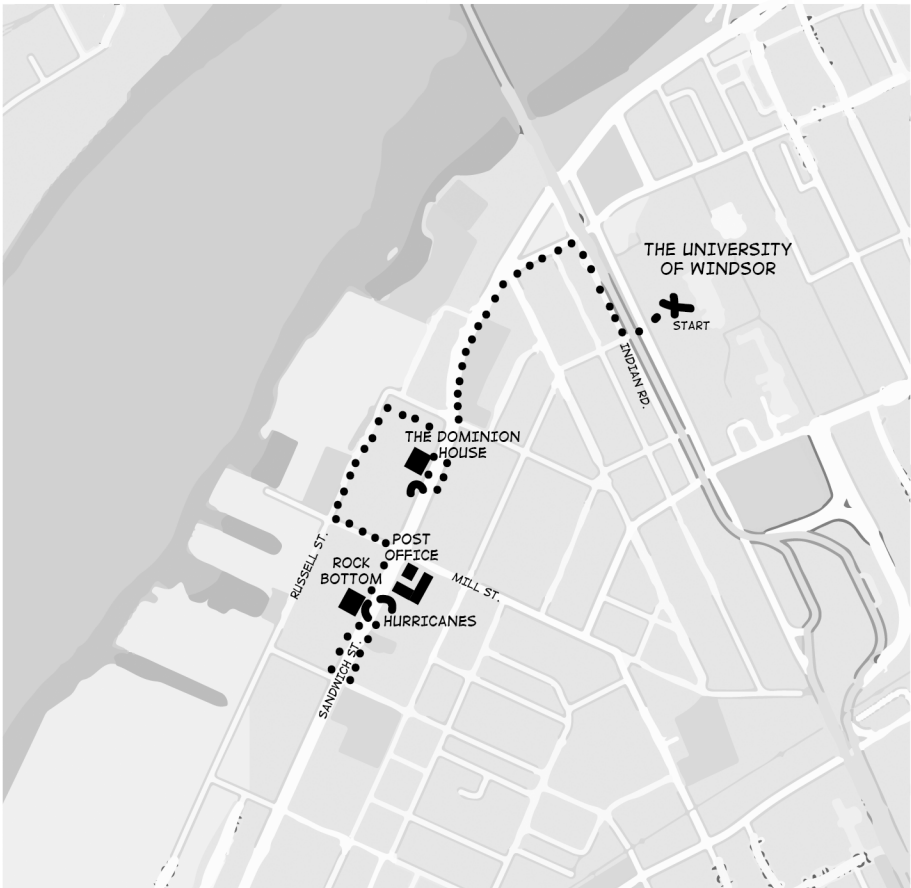 THE UNIVERSITY
OF WINDSOR
START
INDIAN RD.
THE DOMINION
HOUSE
POST
OFFICE
ROCK
BOTTOM
RUSSELL ST.
MILL ST.
HURRICANES
SANDWICH ST.